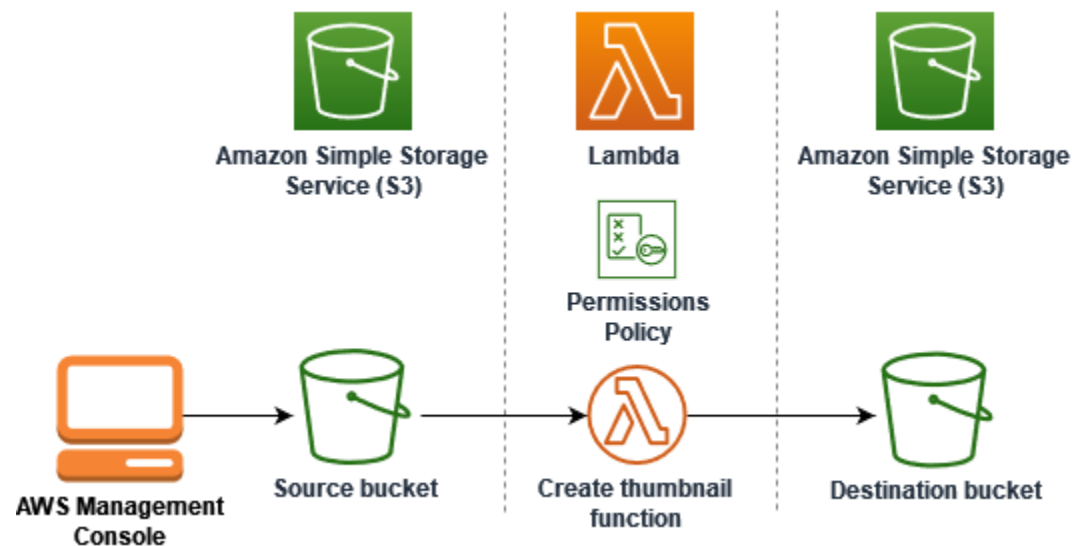 Amazon Simple Storage
Service (S3)
Lambda
Amazon Simple Storage
Service (S3)
Permissions
Policy
AWS Management
Console
Source bucket
Create thumbnail
function
Destination bucket